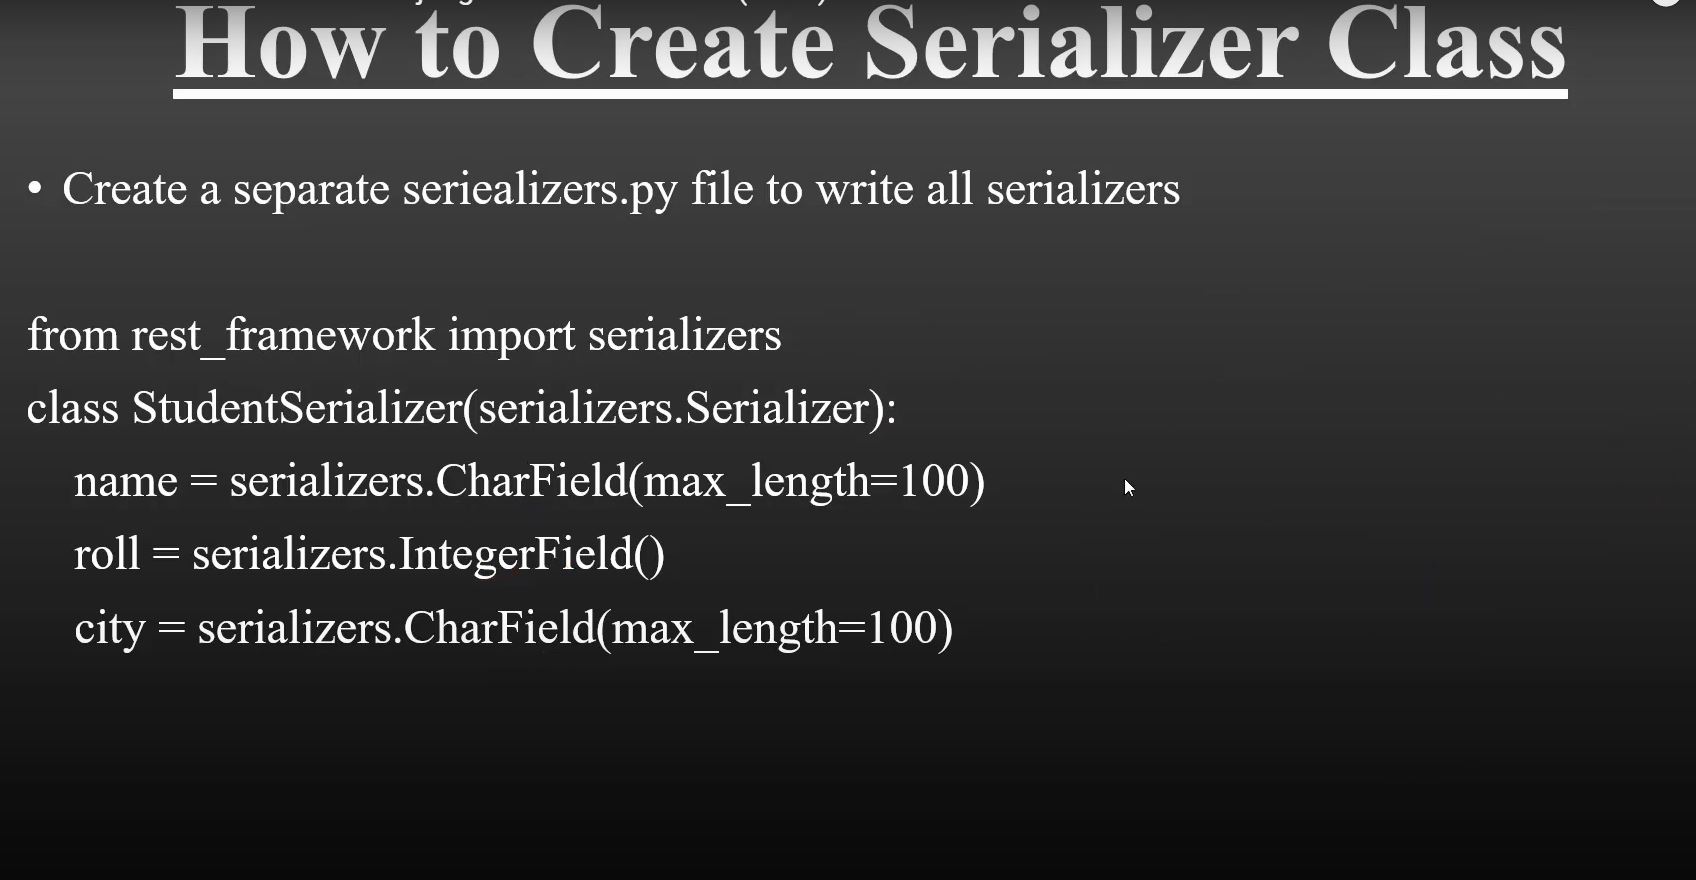 How to Create Serializer Class
• Create a separate seriealizers.py file to write all serializers
from rest_framework import serializers
class StudentSerializer(serializers.Serializer):
name = serializers.CharField(max_length=100)
roll = serializers.IntegerField()
city = serializers.CharField(max_length=100)